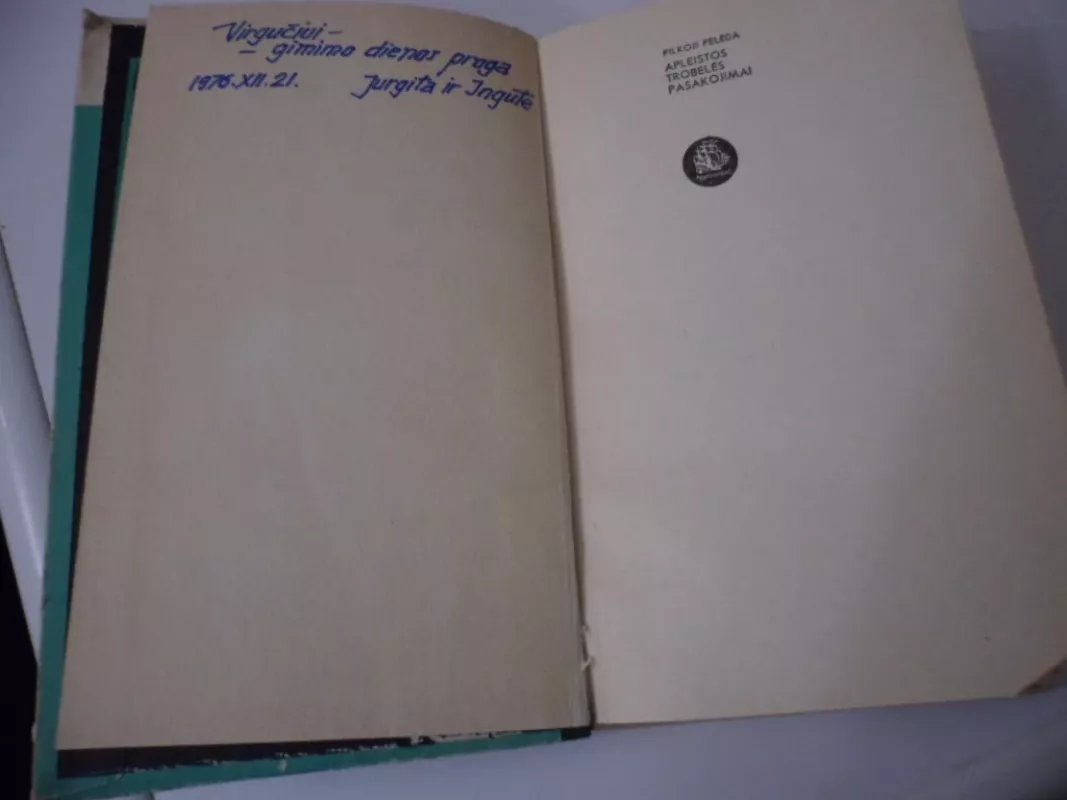 Virgučiui –
– gimimo dienos proga
1976.XII.21. Jurgita ir Ingutė
PILKOJI PELĖDA
APLEISTOS
TROBELĖS
PASAKOJIMAI